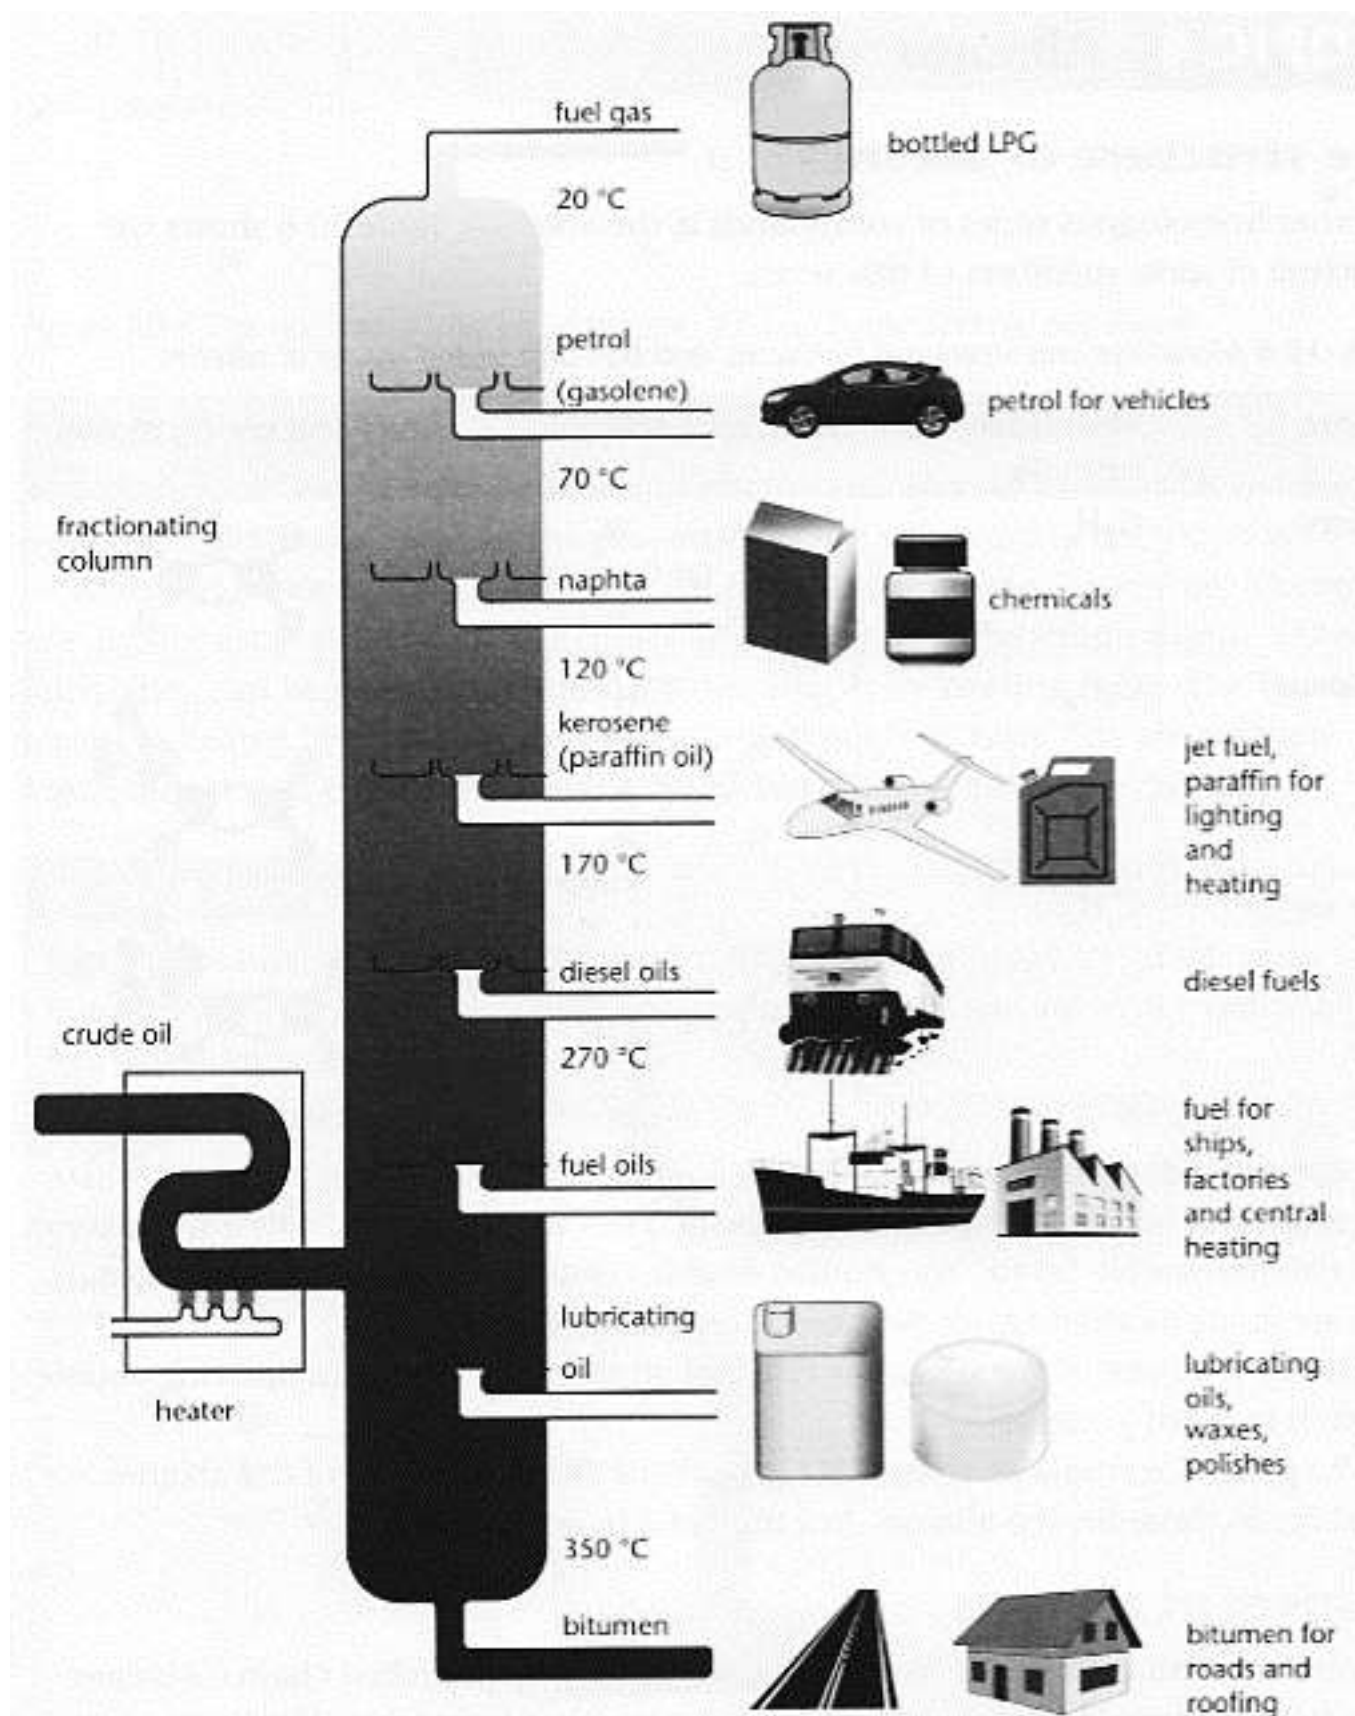 fuel gas
bottled LPG
20 °C
petrol
(gasolene)
petrol for vehicles
70 °C
fractionating
column
naphta
chemicals
120 °C
kerosene
(paraffin oil)
jet fuel,
paraffin for
lighting
and
heating
170 °C
diesel oils
diesel fuels
crude oil
270 °C
fuel oils
fuel for
ships,
factories
and central
heating
heater
lubricating
oil
lubricating
oils,
waxes,
polishes
350 °C
bitumen
bitumen for
roads and
roofing